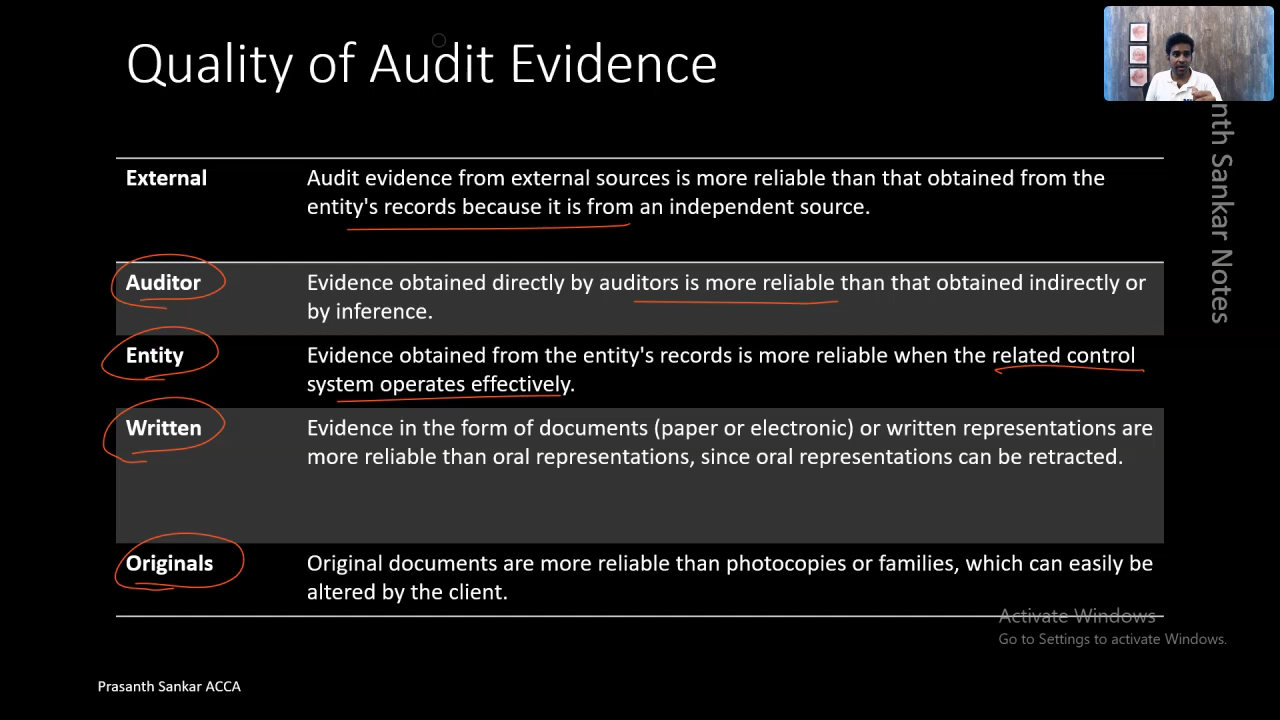 Quality of Audit Evidence
External
Audit evidence from external sources is more reliable than that obtained from the
entity's records because it is from an independent source.
Auditor
Evidence obtained directly by auditors is more reliable than that obtained indirectly or
by inference.
Entity
Evidence obtained from the entity's records is more reliable when the related control
system operates effectively.
Written
Evidence in the form of documents (paper or electronic) or written representations are
more reliable than oral representations, since oral representations can be retracted.
Originals
Original documents are more reliable than photocopies or families, which can easily be
altered by the client.
nth Sankar Notes
Activate Windows
Go to Settings to activate Windows.
Prasanth Sankar ACCA